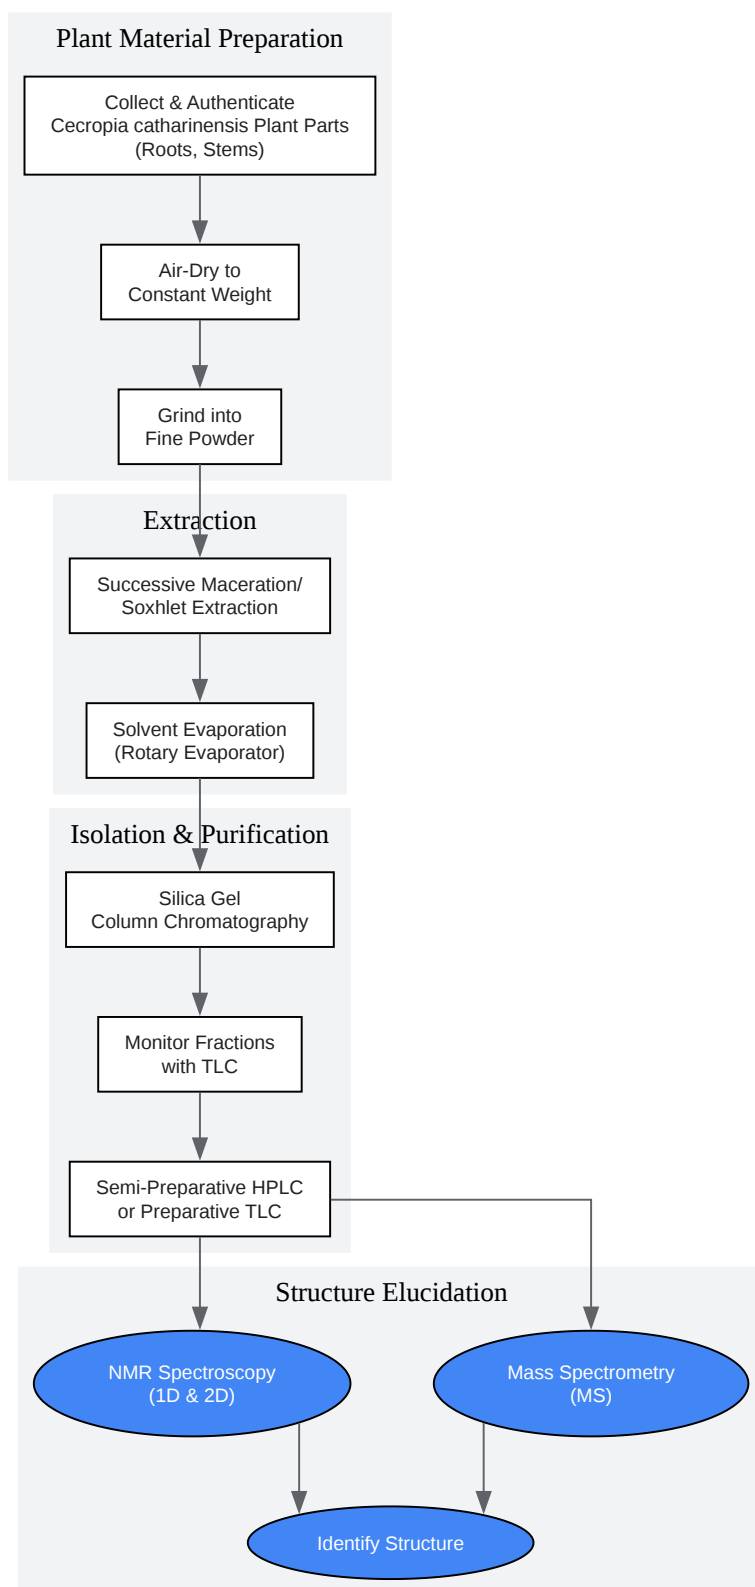 Plant Material Preparation
Collect & Authenticate
Cecropia catharinensis Plant Parts
(Roots, Stems)
Air-Dry to
Constant Weight
Grind into
Fine Powder
Extraction
Successive Maceration/
Soxhlet Extraction
Solvent Evaporation
(Rotary Evaporator)
Isolation & Purification
Silica Gel
Column Chromatography
Monitor Fractions
with TLC
Semi-Preparative HPLC
or Preparative TLC
Structure Elucidation
NMR Spectroscopy
(1D & 2D)
Mass Spectrometry
(MS)
Identify Structure